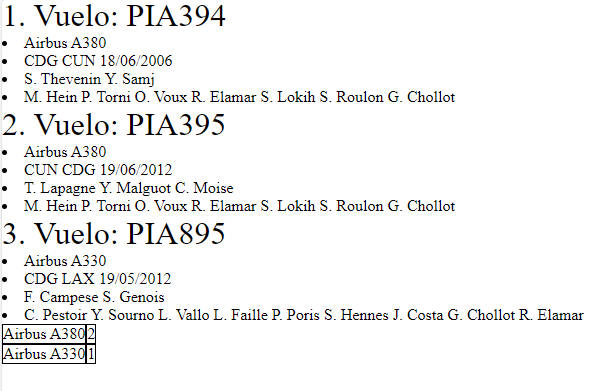 1. Vuelo: PIA394
• Airbus A380
• CDG CUN 18/06/2006
• S. Thevenin Y. Samj
• M. Hein P. Torni O. Voux R. Elamar S. Lokih S. Roulon G. Chollot
2. Vuelo: PIA395
• Airbus A380
• CUN CDG 19/06/2012
• T. Lapagne Y. Malguot C. Moise
• M. Hein P. Torni O. Voux R. Elamar S. Lokih S. Roulon G. Chollot
3. Vuelo: PIA895
• Airbus A330
• CDG LAX 19/05/2012
• F. Campese S. Genois
• C. Pestoir Y. Sourno L. Vallo L. Faille P. Poris S. Hennes J. Costa G. Chollot R. Elamar
Airbus A380 2
Airbus A330 1